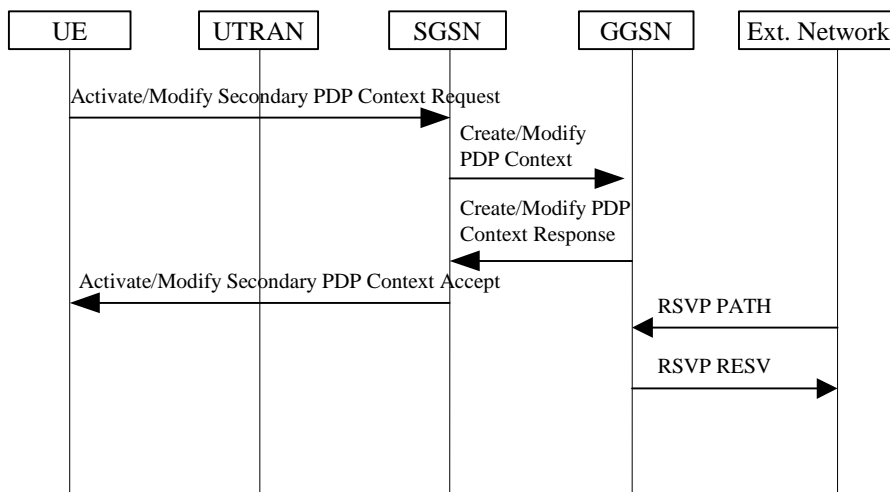 UE
UTRAN
SGSN
GGSN
Ext. Network
Activate/Modify Secondary PDP Context Request
Create/Modify
PDP Context
Create/Modify PDP
Context Response
Activate/Modify Secondary PDP Context Accept
RSVP PATH
RSVP RESV